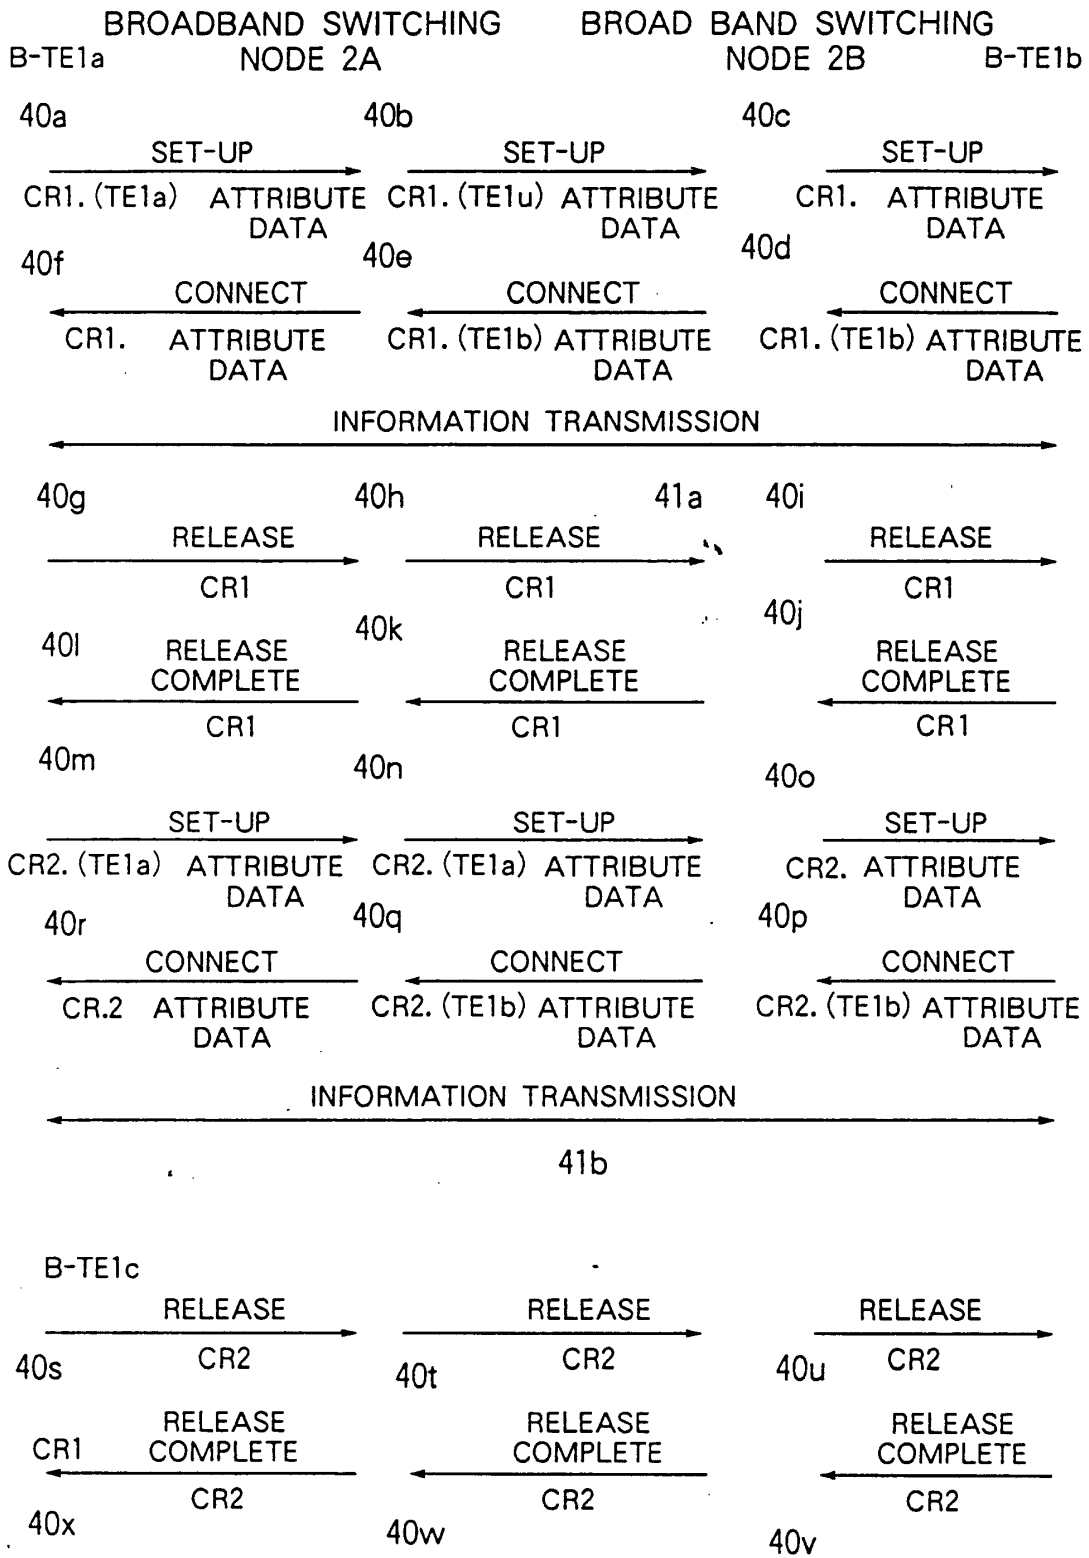 BROADBAND SWITCHING BROAD BAND SWITCHING
B-TE1a NODE 2A NODE 2B B-TE1b
40a 40b 40c
SET-UP SET-UP SET-UP
CR1. (TE1a) ATTRIBUTE CR1. (TE1u) ATTRIBUTE CR1. ATTRIBUTE
DATA DATA DATA
40f 40e 40d
CONNECT CONNECT CONNECT
CR1. ATTRIBUTE CR1. (TE1b) ATTRIBUTE CR1. (TE1b) ATTRIBUTE
DATA DATA DATA
INFORMATION TRANSMISSION
40g 40h 41a 40i
RELEASE RELEASE RELEASE
CR1 CR1 CR1
40l 40k 40j
RELEASE RELEASE RELEASE
COMPLETE COMPLETE COMPLETE
CR1 CR1 CR1
40m 40n 40o
SET-UP SET-UP SET-UP
CR2. (TE1a) ATTRIBUTE CR2. (TE1a) ATTRIBUTE CR2. ATTRIBUTE
DATA DATA DATA
40r 40q 40p
CONNECT CONNECT CONNECT
CR.2 ATTRIBUTE CR2. (TE1b) ATTRIBUTE CR2. (TE1b) ATTRIBUTE
DATA DATA DATA
INFORMATION TRANSMISSION
41b
B-TE1c
RELEASE RELEASE RELEASE
40s CR2 40t CR2 40u CR2
RELEASE RELEASE RELEASE
CR1 COMPLETE COMPLETE COMPLETE
CR2 CR2 CR2
40x 40w 40v